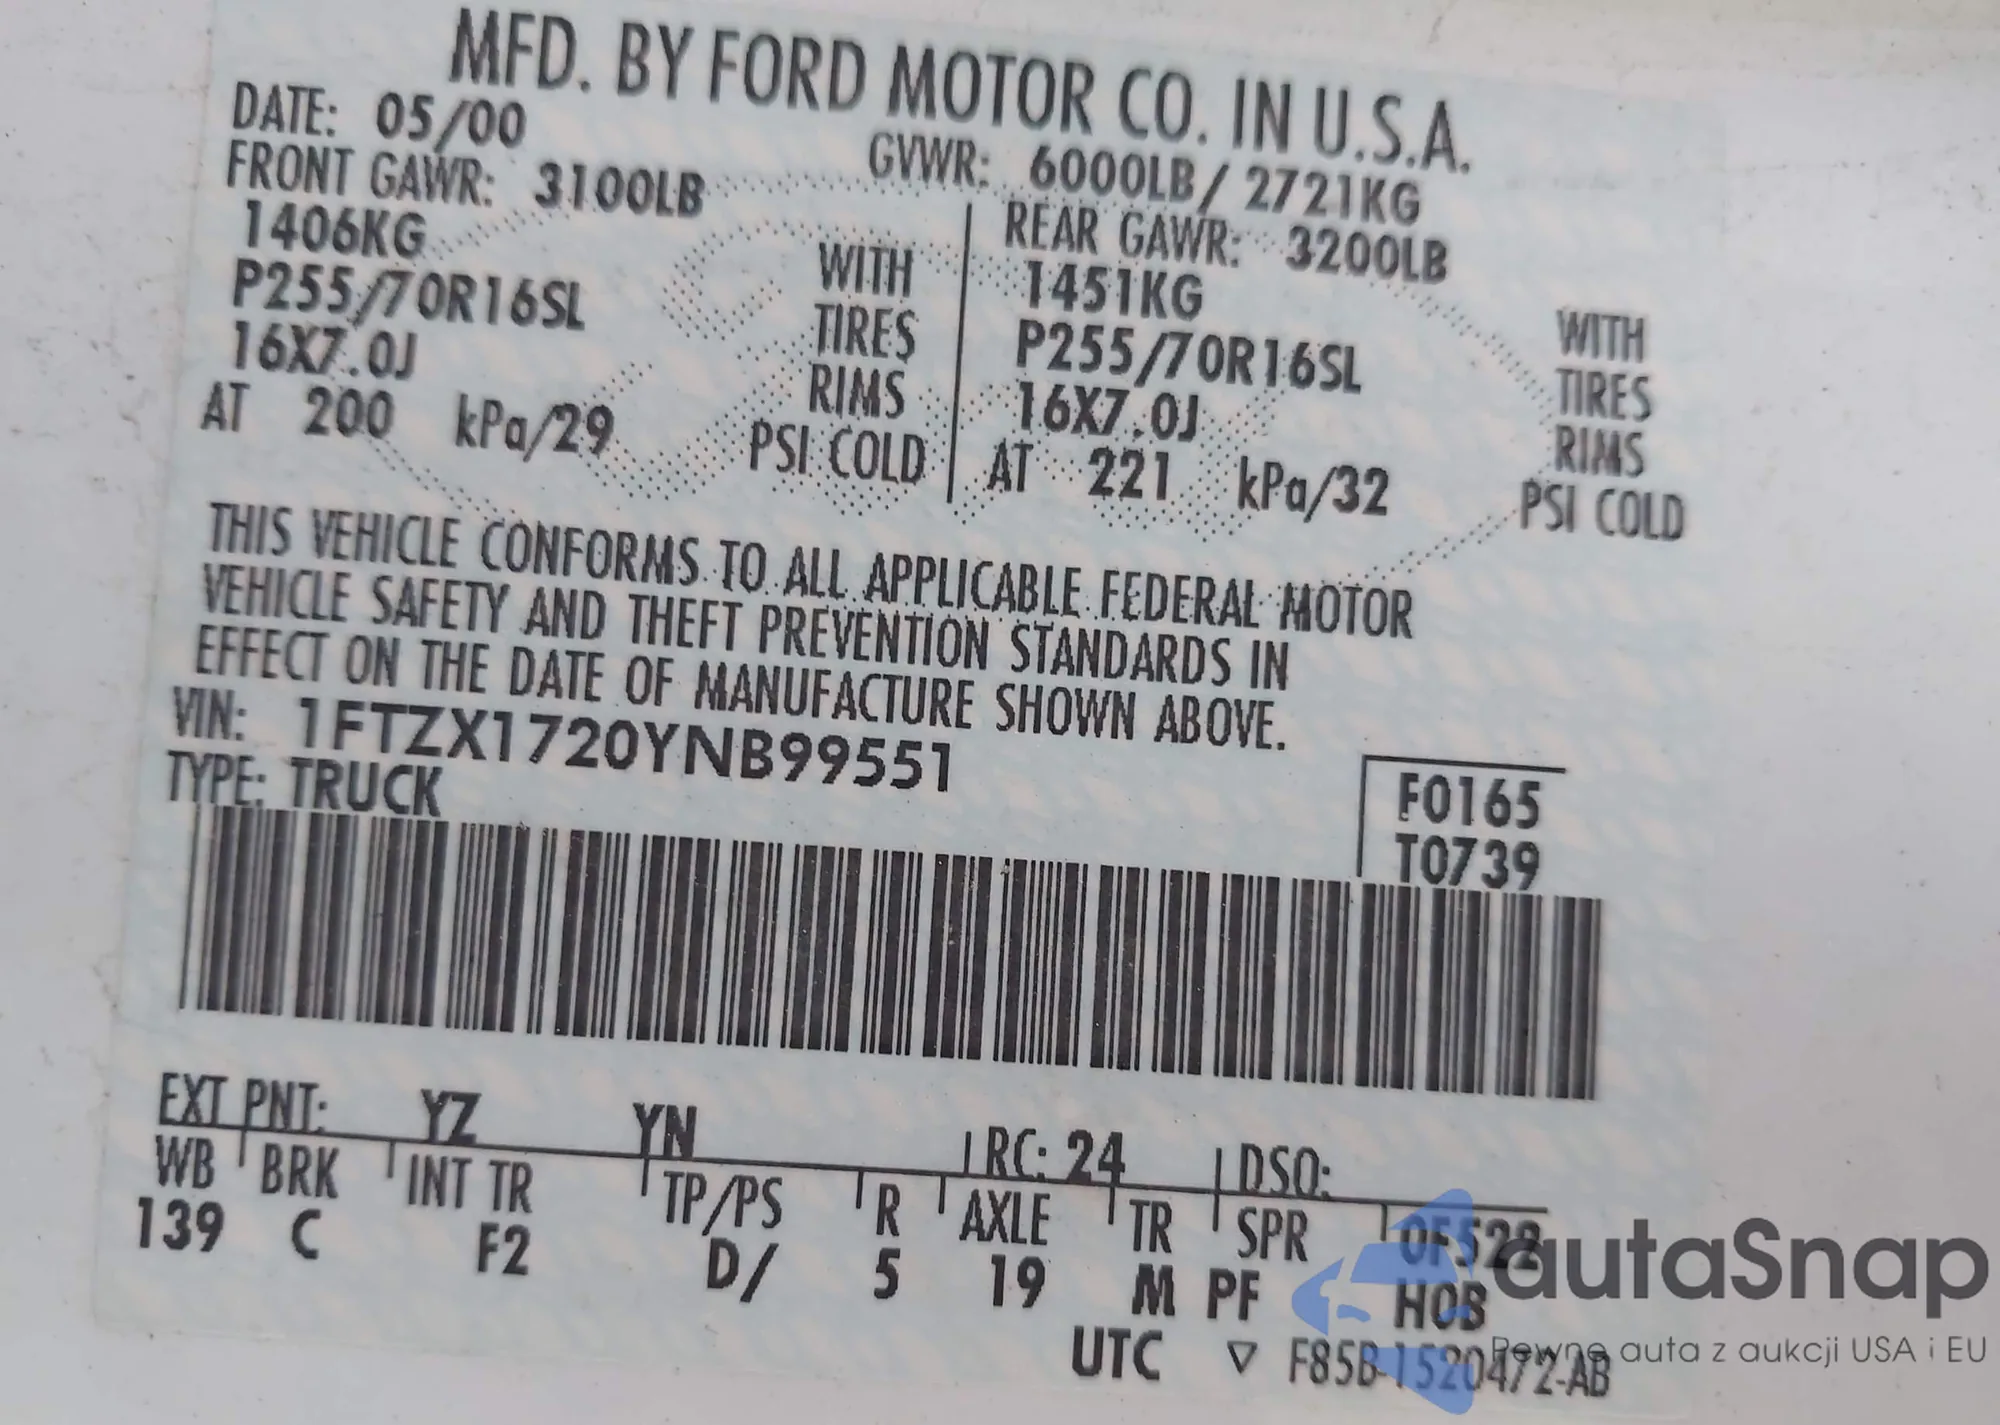 MFD. BY FORD MOTOR CO. IN U.S.A.
DATE: 05/00 GVWR: 6000LB/ 2721KG
FRONT GAWR: 3100LB REAR GAWR: 3200LB
1406KG WITH 1451KG WITH
P255/70R16SL TIRES P255/70R16SL TIRES
16X7.0J RIMS 16X7.0J RIMS
AT 200 kPa/29 PSI COLD AT 221 kPa/32 PSI COLD
THIS VEHICLE CONFORMS TO ALL APPLICABLE FEDERAL MOTOR
VEHICLE SAFETY AND THEFT PREVENTION STANDARDS IN
EFFECT ON THE DATE OF MANUFACTURE SHOWN ABOVE.
VIN: 1FTZX1720YNB99551
TYPE: TRUCK
F0165
T0739
EXT PNT: YZ YN RC: 24 DSO:
WB BRK INT TR TP/PS R AXLE TR SPR 0F522
139 C F2 D/ 5 19 M PF HOB
UTC ▽ F85B-1520472-AB
autaSnap
Pewne auta z aukcji USA i EU